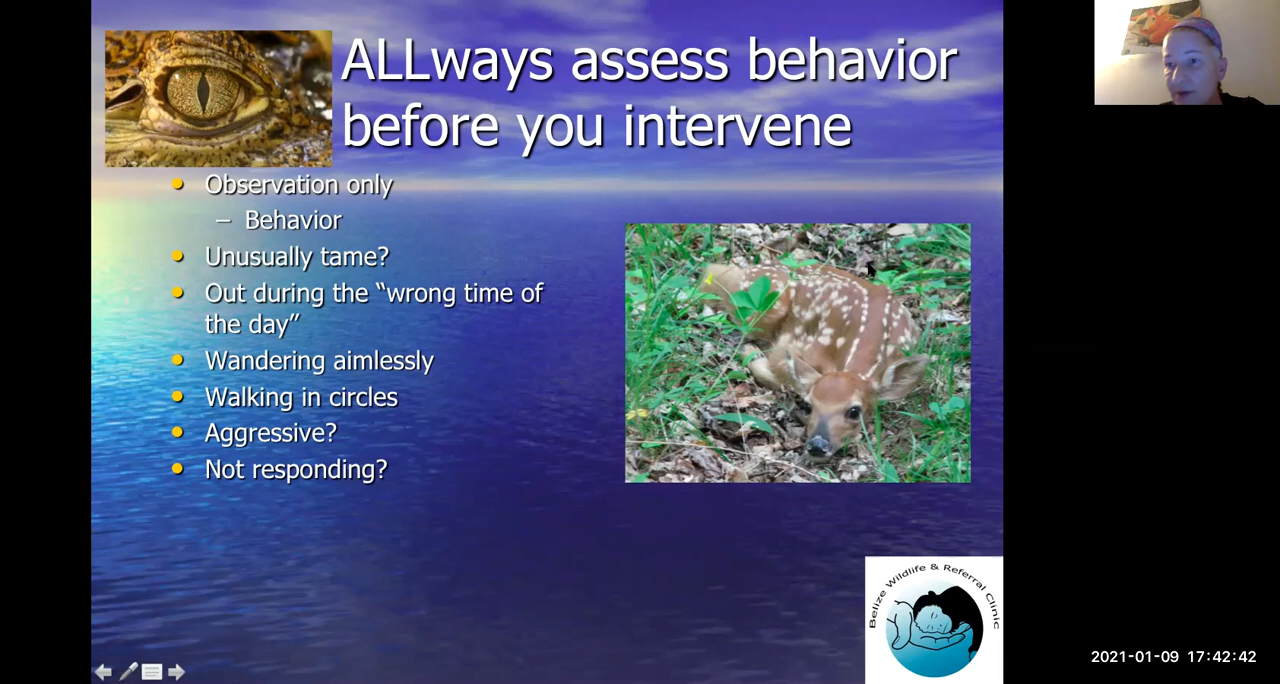 ALLways assess behavior
before you intervene
• Observation only
– Behavior
• Unusually tame?
• Out during the “wrong time of
the day”
• Wandering aimlessly
• Walking in circles
• Aggressive?
• Not responding?
Belize Wildlife & Referral Clinic
2021-01-09 17:42:42